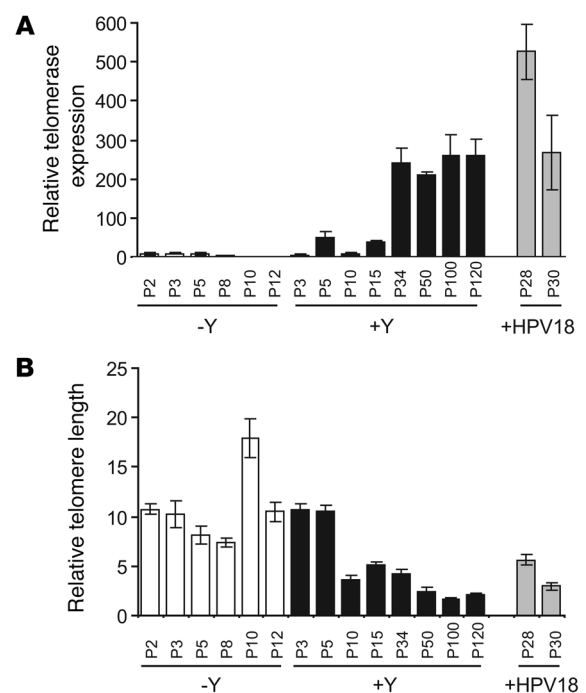 A
Relative telomerase
expression
600
500
400
300
200
100
0
P2 P3 P5 P8 P10 P12 P3 P5 P10 P15 P34 P50 P100 P120 P28 P30
-Y +Y +HPV18
B
Relative telomere length
25
20
15
10
5
0
P2 P3 P5 P8 P10 P12 P3 P5 P10 P15 P34 P50 P100 P120 P28 P30
-Y +Y +HPV18